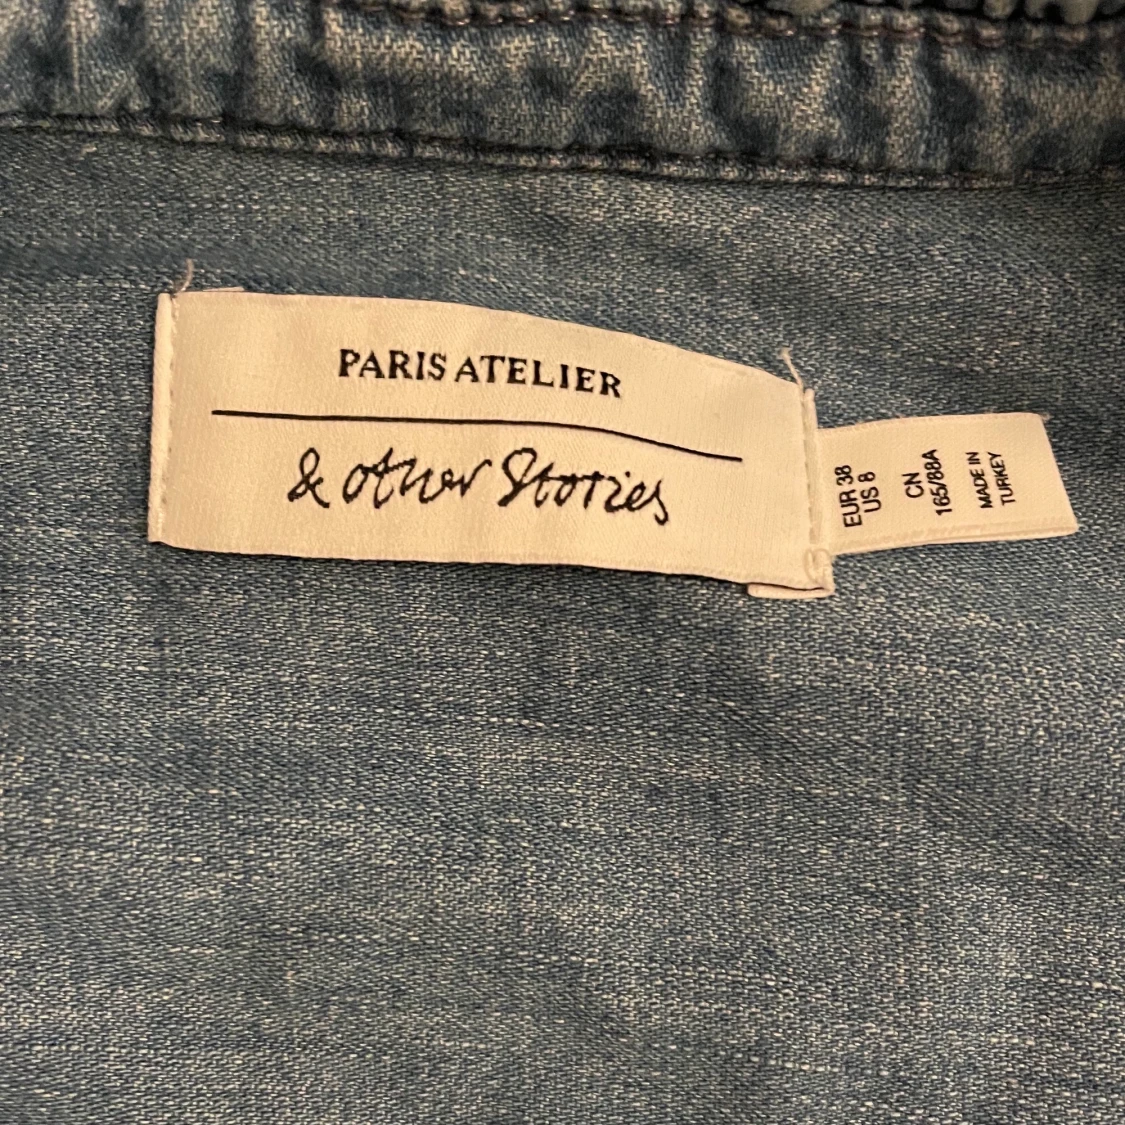 PARIS ATELIER
& other Stories
EUR 38
US 8
CN
165/88A
MADE IN
TURKEY